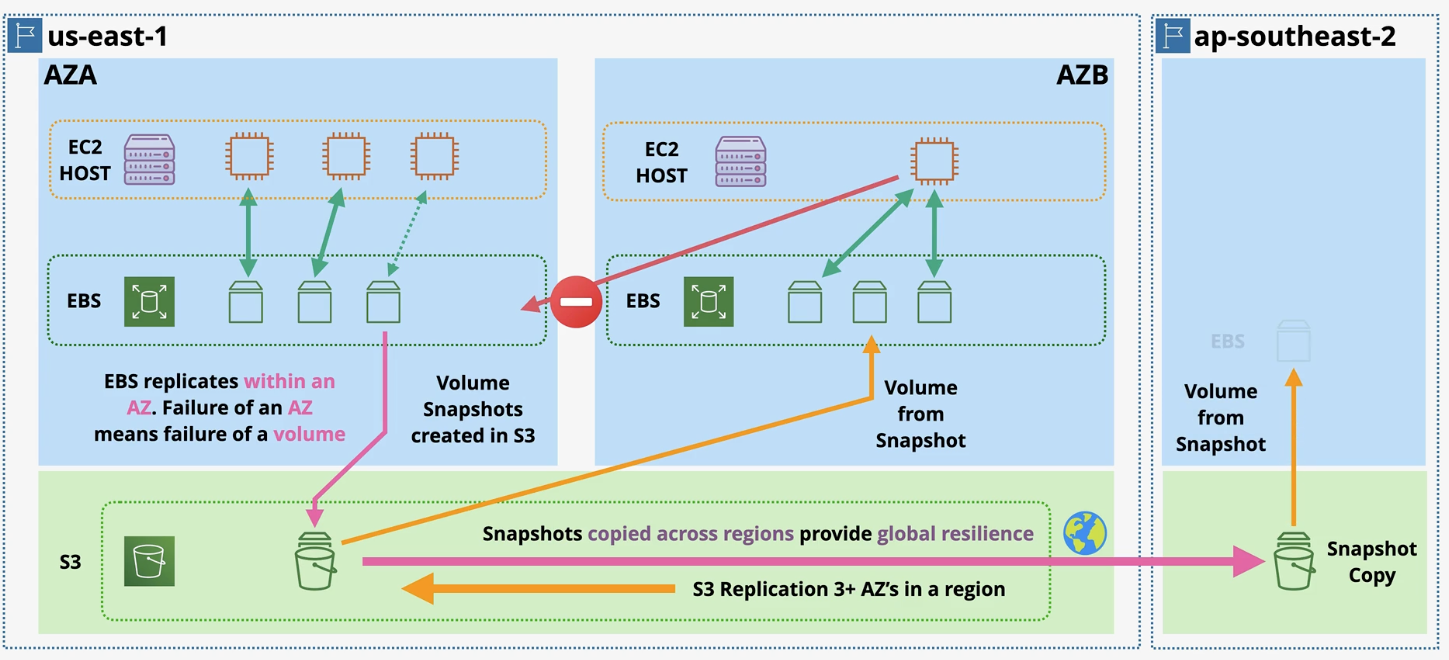 us-east-1
AZA
EC2
HOST
EBS
EBS replicates within an
AZ. Failure of an AZ
means failure of a volume
Volume
Snapshots
created in S3
AZB
EC2
HOST
EBS
Volume
from
Snapshot
S3
Snapshots copied across regions provide global resilience
S3 Replication 3+ AZ's in a region
ap-southeast-2
EBS
Volume
from
Snapshot
Snapshot
Copy